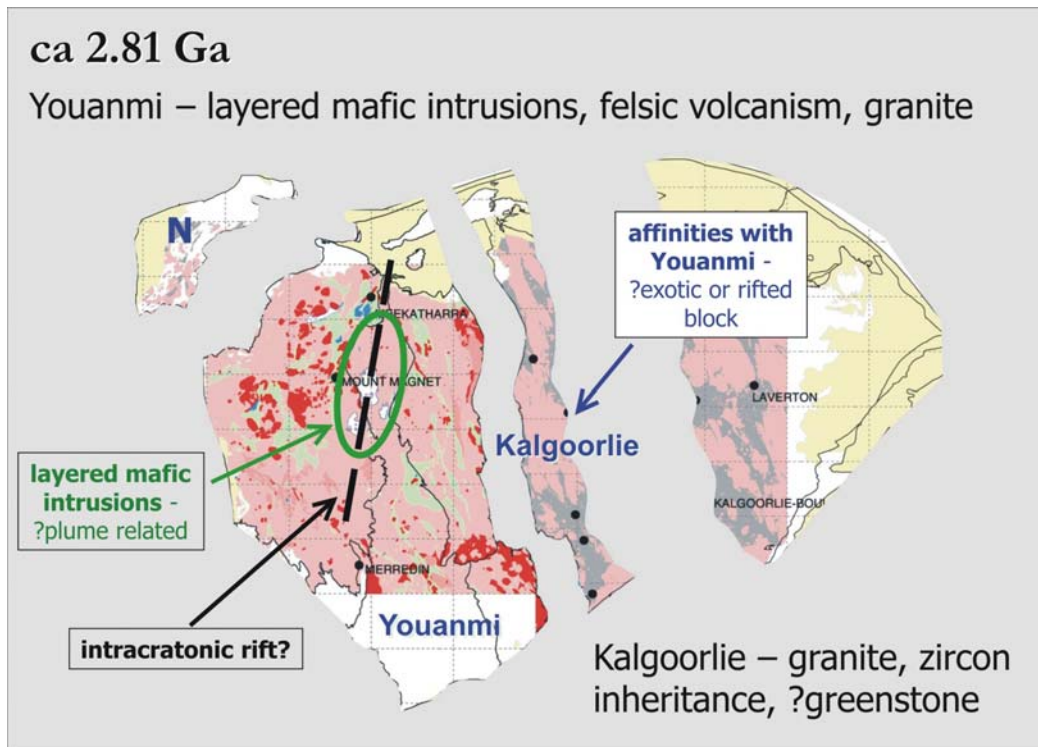 ca 2.81 Ga
Youanmi – layered mafic intrusions, felsic volcanism, granite
N
affinities with
Youanmi -
?exotic or rifted
block
MOUNT MAGNET
LAVERTON
Kalgoorlie
layered mafic
intrusions -
?plume related
KALGOORLIE-BOU
MERREDIN
Youanmi
intracratonic rift?
Kalgoorlie – granite, zircon
inheritance, ?greenstone